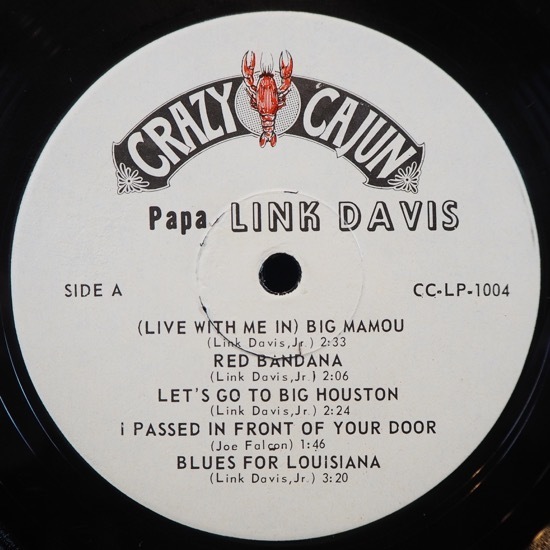 CRAZY CAJUN
Papa LINK DAVIS
SIDE A
CC-LP-1004
(LIVE WITH ME IN) BIG MAMOU
(Link Davis,Jr.) 2:33
RED BANDANA
(Link Davis,Jr.) 2:06
LET'S GO TO BIG HOUSTON
(Link Davis,Jr.) 2:24
i PASSED IN FRONT OF YOUR DOOR
(Joe Falcon) 1:46
BLUES FOR LOUISIANA
(Link Davis,Jr.) 3:20